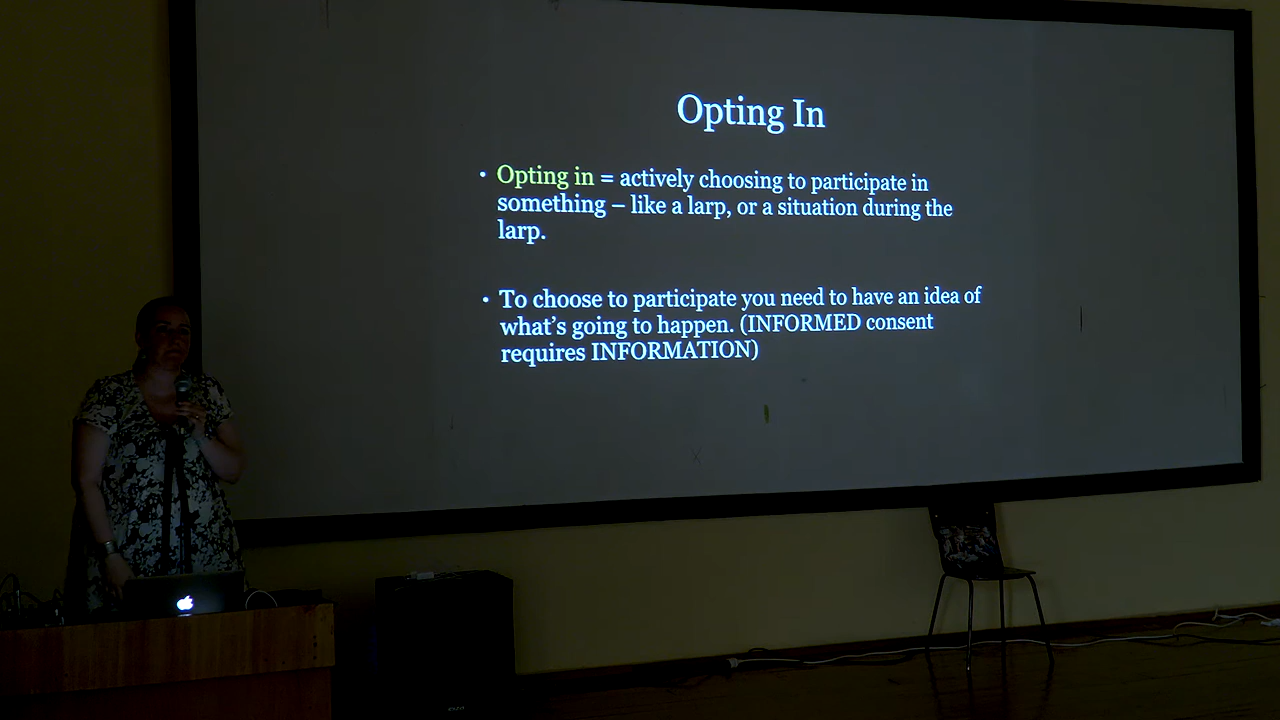 Opting In
• Opting in = actively choosing to participate in
something – like a larp, or a situation during the
larp.
• To choose to participate you need to have an idea of
what's going to happen. (INFORMED consent
requires INFORMATION)